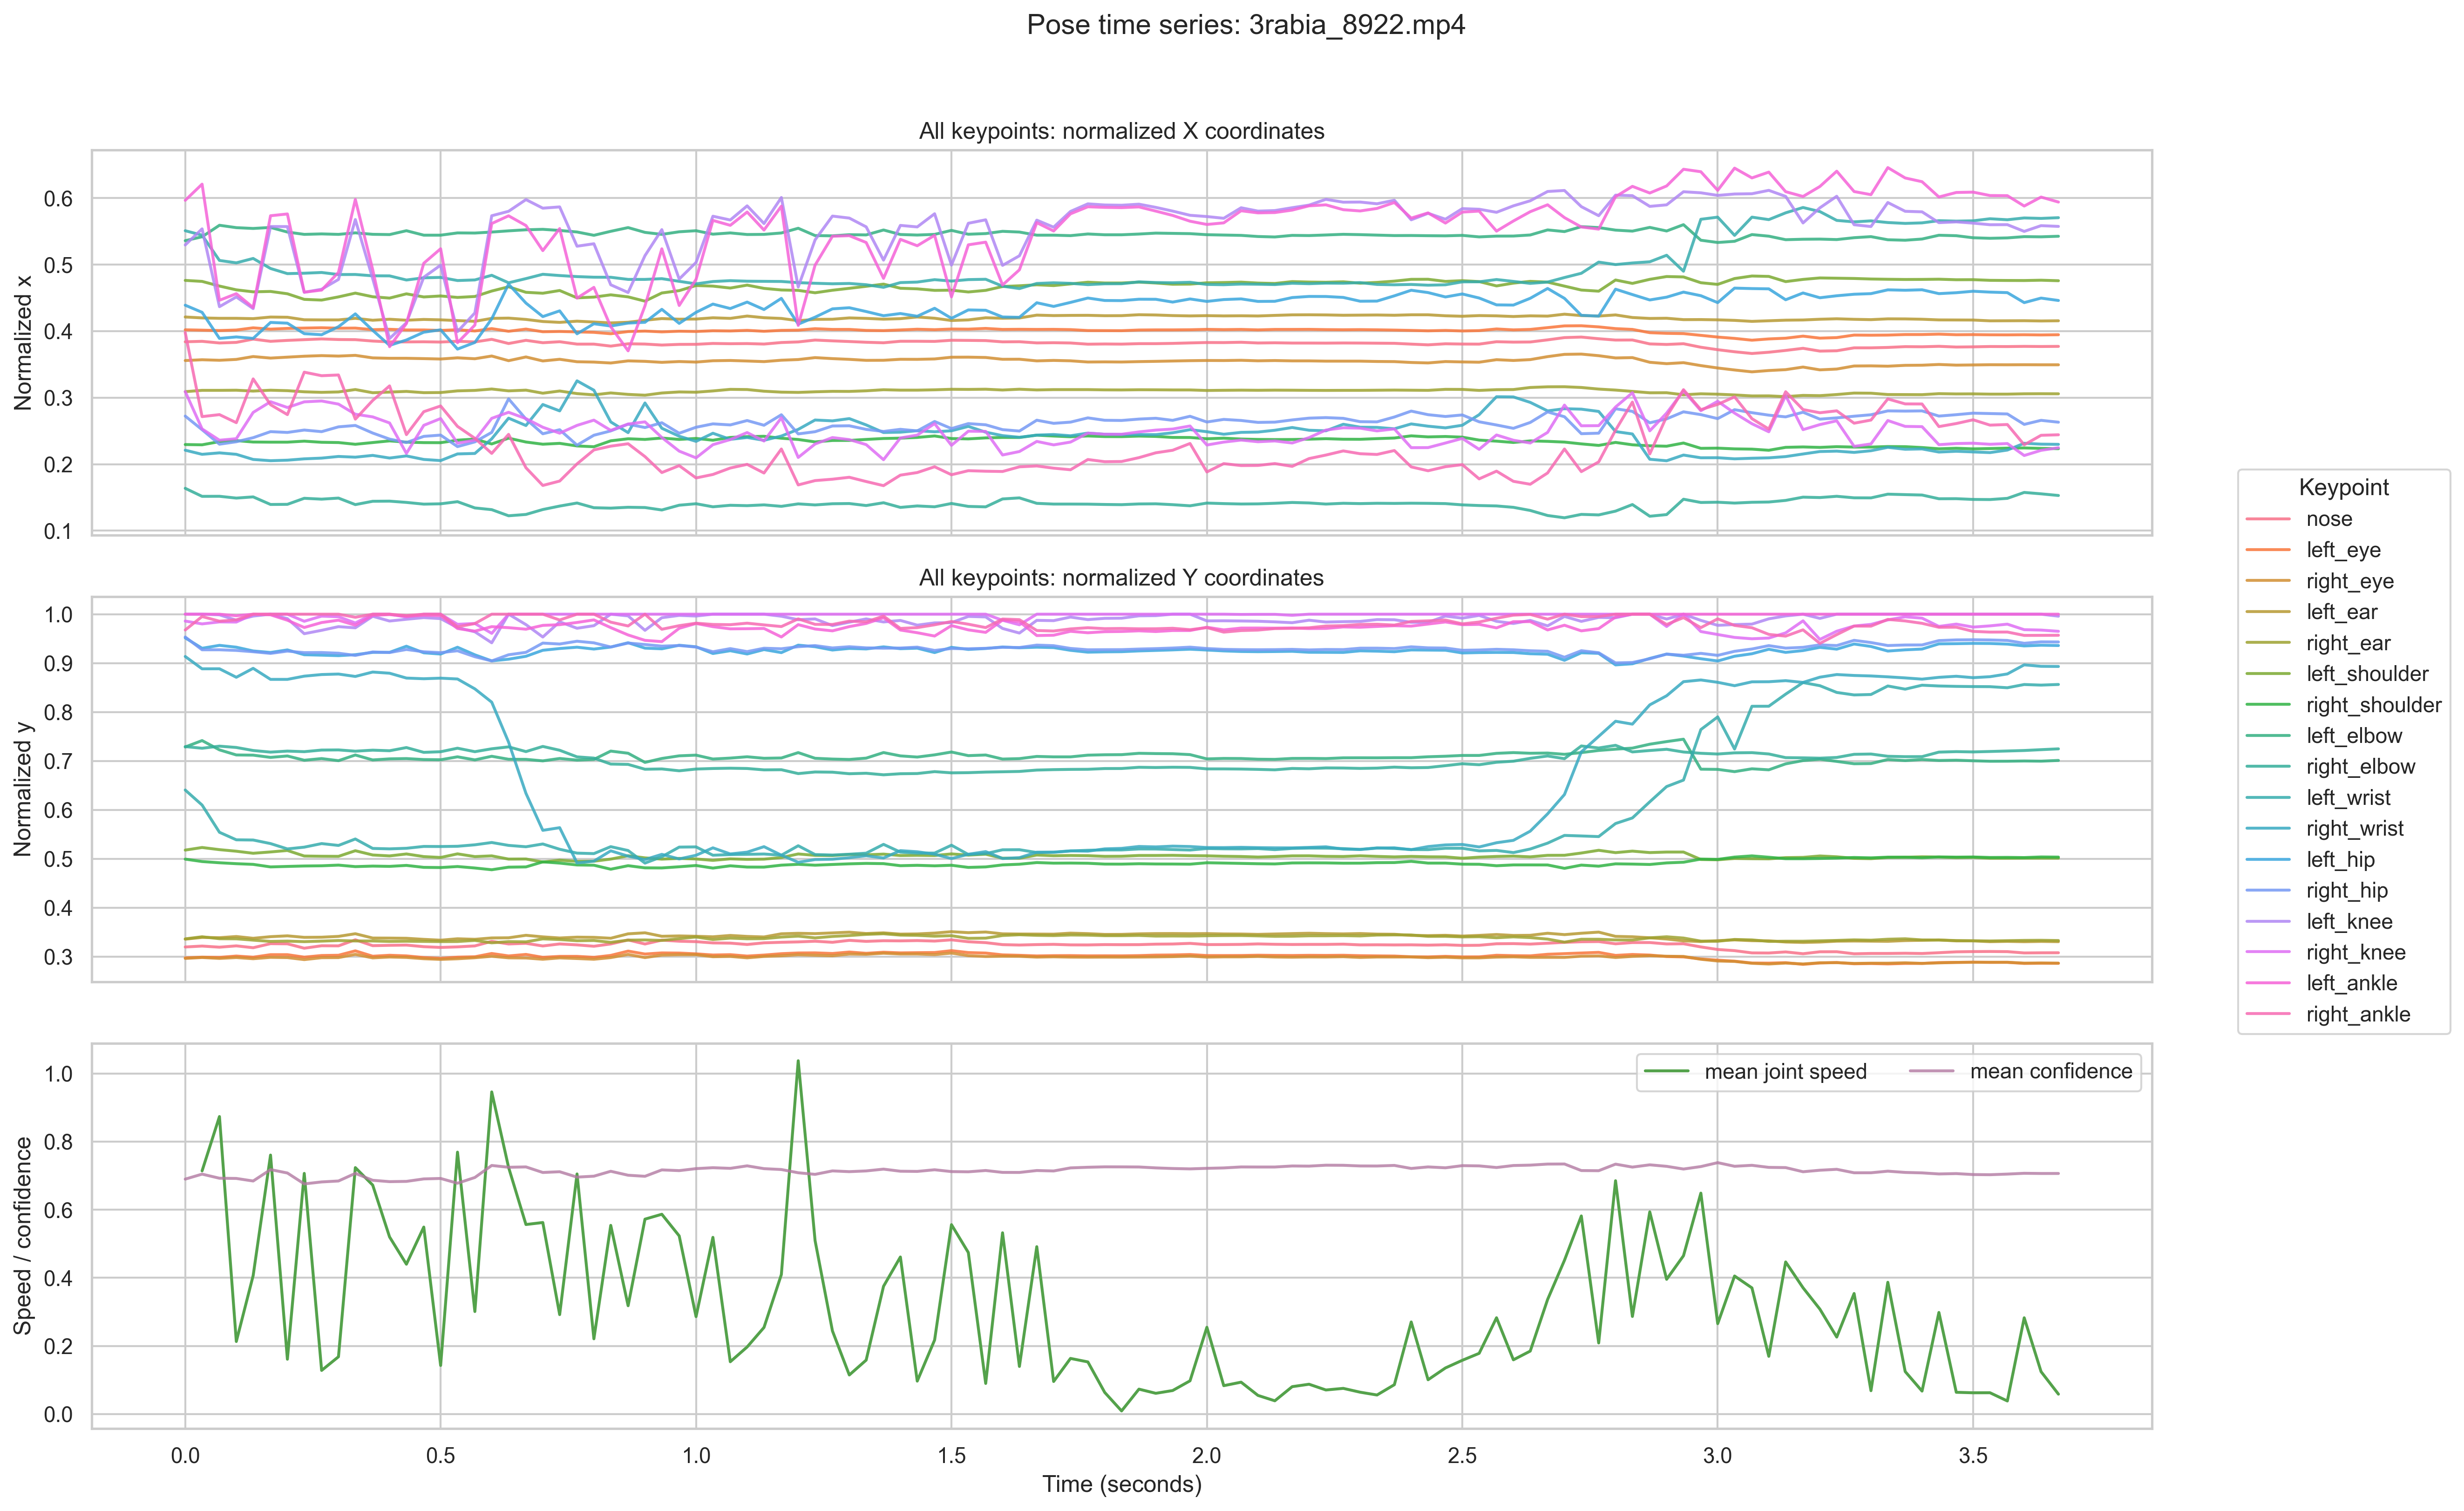 Pose time series: 3rabia_8922.mp4
All keypoints: normalized X coordinates
Normalized x
0.6
0.5
0.4
0.3
0.2
0.1
All keypoints: normalized Y coordinates
Normalized y
1.0
0.9
0.8
0.7
0.6
0.5
0.4
0.3
Keypoint
nose
left_eye
right_eye
left_ear
right_ear
left_shoulder
right_shoulder
left_elbow
right_elbow
left_wrist
right_wrist
left_hip
right_hip
left_knee
right_knee
left_ankle
right_ankle
mean joint speed mean confidence
Speed / confidence
1.0
0.8
0.6
0.4
0.2
0.0
0.0 0.5 1.0 1.5 2.0 2.5 3.0 3.5
Time (seconds)